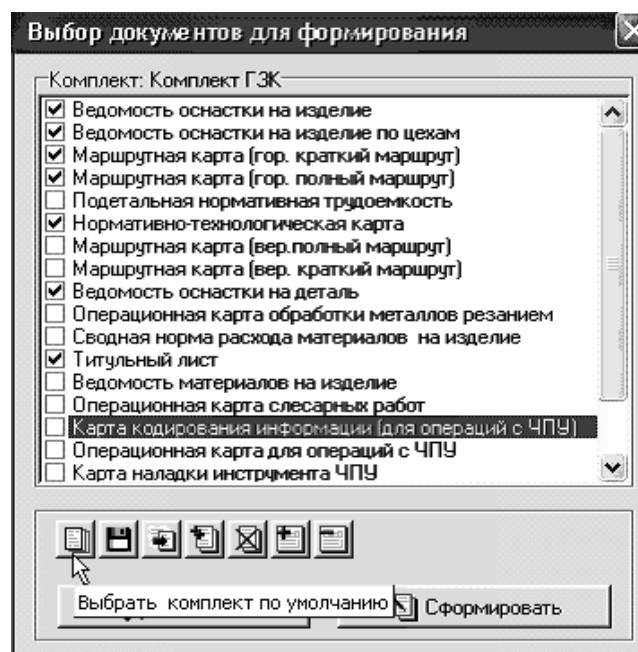 Выбор документов для формирования
Комплект: Комплект ГЗК
Ведомость оснастки на изделие
Ведомость оснастки на изделие по цехам
Маршрутная карта (гор. краткий маршрут)
Маршрутная карта (гор. полный маршрут)
Подетальная нормативная трудоемкость
Нормативно-технологическая карта
Маршрутная карта (вер.полный маршрут)
Маршрутная карта (вер. краткий маршрут)
Ведомость оснастки на деталь
Операционная карта обработки металлов резанием
Сводная норма расхода материалов на изделие
Титульный лист
Ведомость материалов на изделие
Операционная карта слесарных работ
Карта кодирования информации (для операций с ЧПУ)
Операционная карта для операций с ЧПУ
Карта наладки инструмента ЧПУ
Выбрать комплект по умолчанию
Сформировать